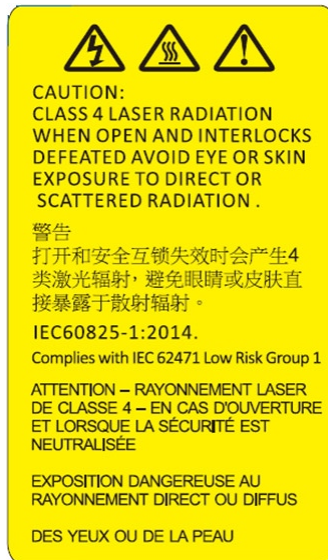 CAUTION:
CLASS 4 LASER RADIATION
WHEN OPEN AND INTERLOCKS
DEFEATED AVOID EYE OR SKIN
EXPOSURE TO DIRECT OR
SCATTERED RADIATION .
警告
打开和安全互锁失效时会产生4
类激光辐射，避免眼睛或皮肤直
接暴露于散射辐射。
IEC60825-1:2014.
Complies with IEC 62471 Low Risk Group 1
ATTENTION – RAYONNEMENT LASER
DE CLASSE 4 – EN CAS D'OUVERTURE
ET LORSQUE LA SÉCURITÉ EST
NEUTRALISÉE
EXPOSITION DANGEREUSE AU
RAYONNEMENT DIRECT OU DIFFUS
DES YEUX OU DE LA PEAU